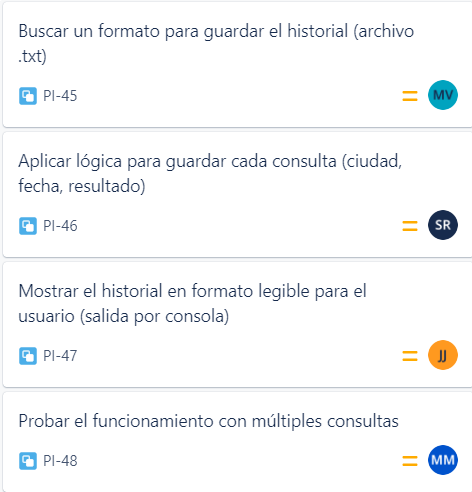 Buscar un formato para guardar el historial (archivo
.txt)
PI-45 MV
Aplicar lógica para guardar cada consulta (ciudad,
fecha, resultado)
PI-46 SR
Mostrar el historial en formato legible para el
usuario (salida por consola)
PI-47 JJ
Probar el funcionamiento con múltiples consultas
PI-48 MM